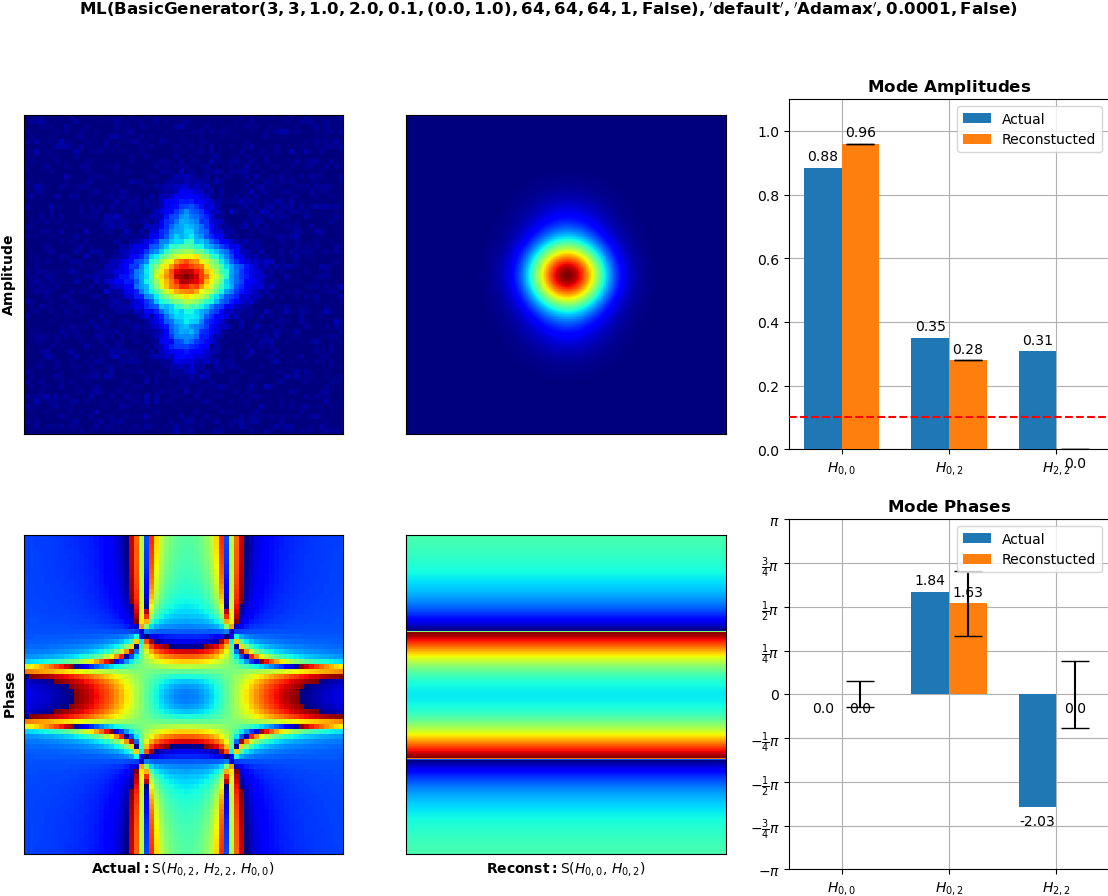 ML(BasicGenerator(3, 3, 1.0, 2.0, 0.1, (0.0, 1.0), 64, 64, 64, 1, False), ′default′, ′Adamax′, 0.0001, False)
Amplitude
Mode Amplitudes
Actual
Reconstucted
1.0
0.8
0.6
0.4
0.2
0.0
0.88
0.96
0.35
0.28
0.31
0.0
H0, 0
H0, 2
H2, 2
Phase
Actual: S(H0, 2, H2, 2, H0, 0)
Reconst: S(H0, 0, H0, 2)
Mode Phases
Actual
Reconstucted
π
3/4π
1/2π
1/4π
0
−1/4π
−1/2π
−3/4π
−π
0.0
0.0
1.84
1.63
-2.03
0.0
H0, 0
H0, 2
H2, 2